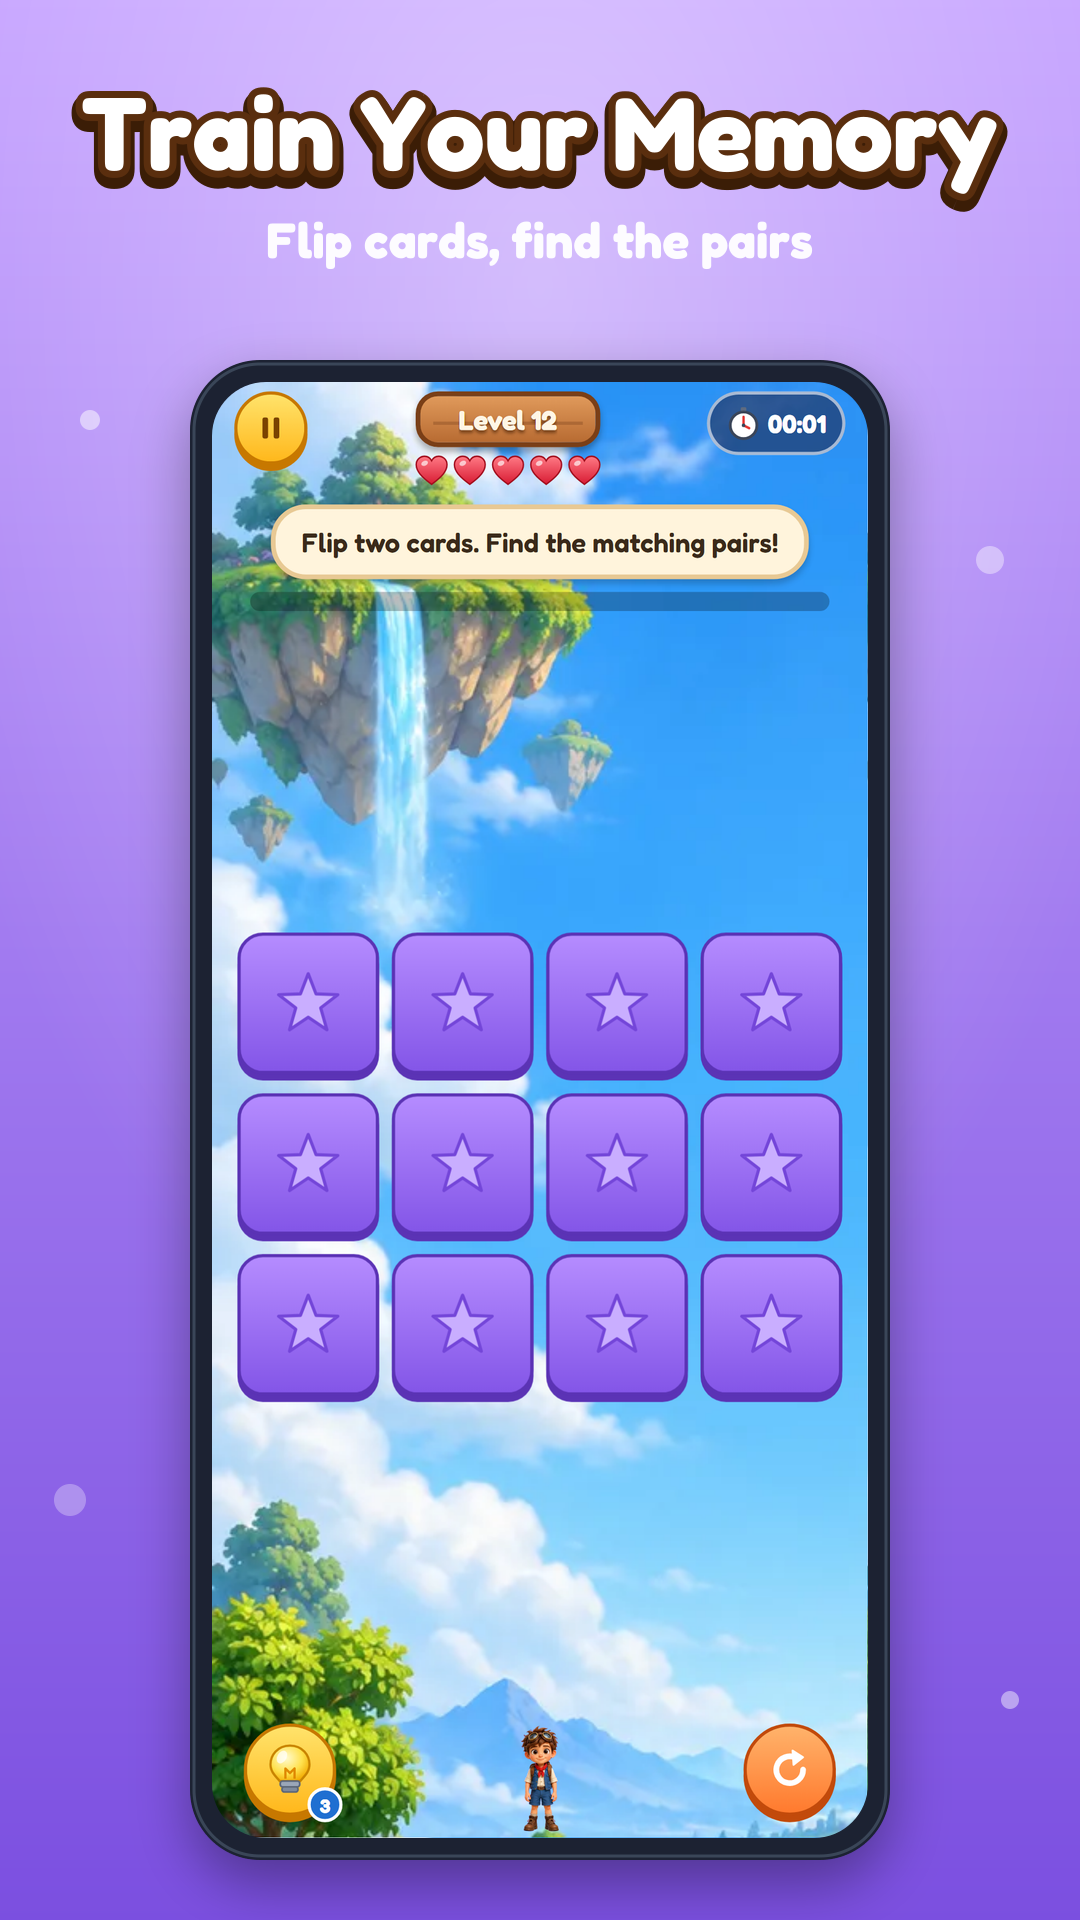 Train Your Memory
Flip cards, find the pairs
Level 12
00:01
Flip two cards. Find the matching pairs!
3